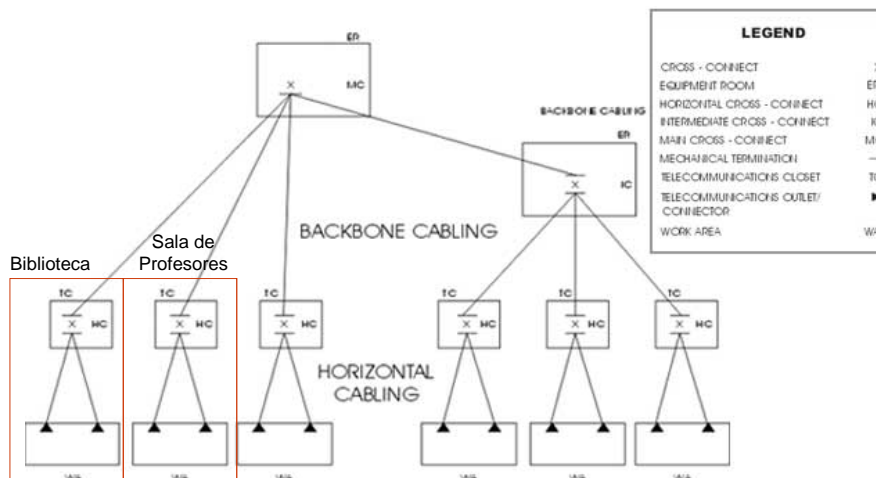 ER
MC
BACKBONE CABLING
ER
IC
LEGEND
CROSS - CONNECT
EQUIPMENT ROOM
HORIZONTAL CROSS - CONNECT
INTERMEDIATE CROSS - CONNECT
MAIN CROSS - CONNECT
MECHANICAL TERMINATION
TELECOMMUNICATIONS CLOSET
TELECOMMUNICATIONS OUTLET/
CONNECTOR
WORK AREA
BACKBONE CABLING
Biblioteca
Sala de
Profesores
TC
TC
TC
TC
TC
TC
HC
HC
HC
HC
HC
HC
HORIZONTAL
CABLING